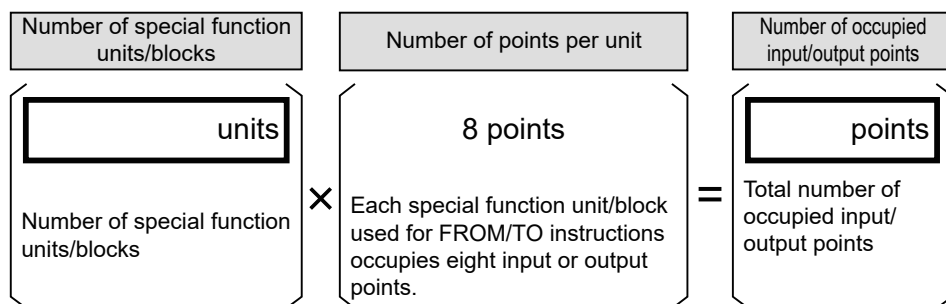 Number of special function
units/blocks
Number of points per unit
Number of occupied
input/output points
units
8 points
points
Number of special function
units/blocks
×
Each special function unit/block
used for FROM/TO instructions
occupies eight input or output
points.
=
Total number of
occupied input/
output points